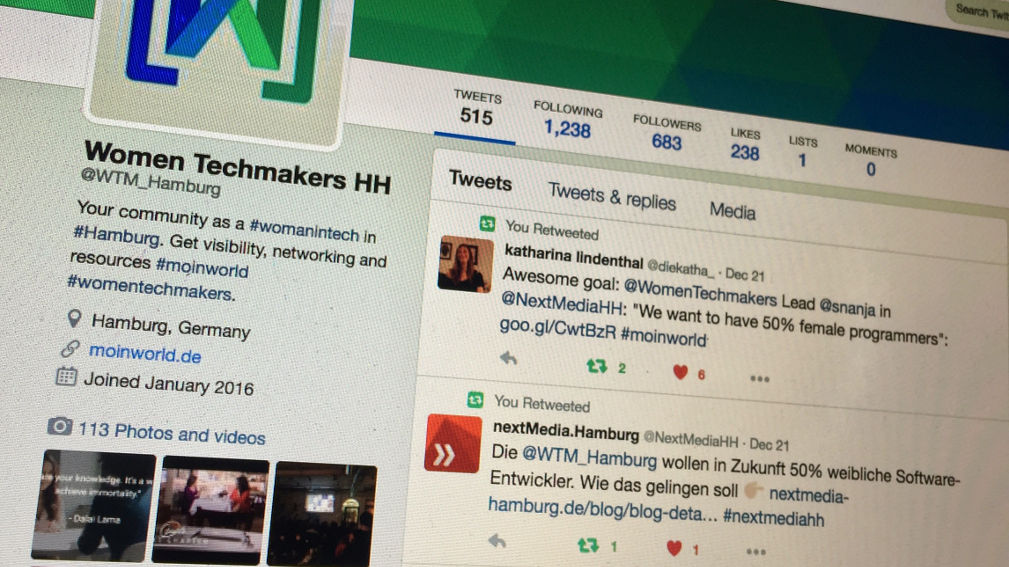 Search Twit
TWEETS
515
FOLLOWING
1,238
FOLLOWERS
683
LIKES
238
LISTS
1
MOMENTS
0
Women Techmakers HH
@WTM_Hamburg
Your community as a #womanintech in
#Hamburg. Get visibility, networking and
resources #moinworld
#womentechmakers.
Hamburg, Germany
moinworld.de
Joined January 2016
113 Photos and videos
your knowledge. It's a w
achieve immortality."
- Dalai Lama
Tweets
Tweets & replies
Media
You Retweeted
katharina lindenthal @diekatha_ · Dec 21
Awesome goal: @WomenTechmakers Lead @snanja in
@NextMediaHH: "We want to have 50% female programmers":
goo.gl/CwtBzR #moinworld
2
6
You Retweeted
nextMedia.Hamburg @NextMediaHH · Dec 21
Die @WTM_Hamburg wollen in Zukunft 50% weibliche Software-
Entwickler. Wie das gelingen soll 👉🏼 nextmedia-
hamburg.de/blog/blog-deta... #nextmediahh
1
1